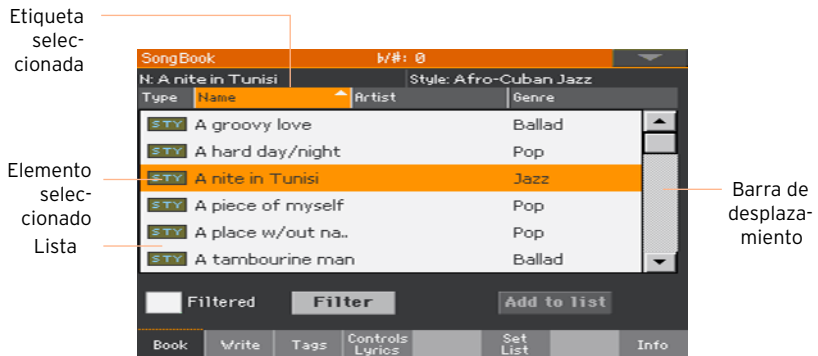 Etiqueta
selec-
cionada
SongBook ♭/#: 0
N: A nite in Tunisi Style: Afro-Cuban Jazz
Type Name Artist Genre
STY A groovy love Ballad
STY A hard day/night Pop
STY A nite in Tunisi Jazz
STY A piece of myself Pop
STY A place w/out na.. Pop
STY A tambourine man Ballad
Elemento
selec-
cionado
Lista
Barra de
desplaza-
miento
Filtered Filter Add to list
Book Write Tags Controls Lyrics Set List Info